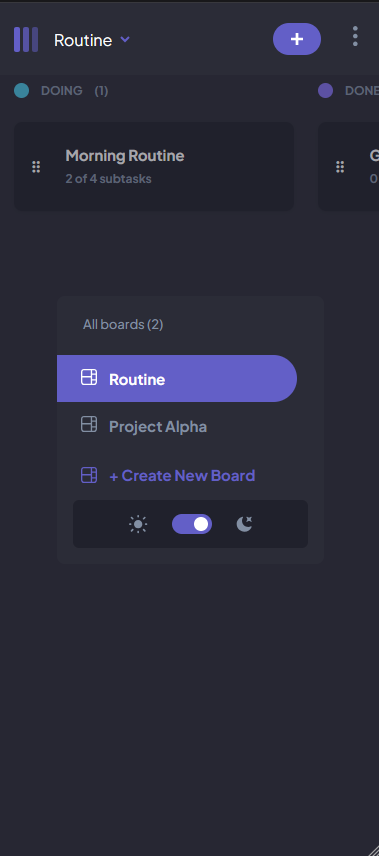 Routine
DOING (1)
DONE
Morning Routine
2 of 4 subtasks
G
0
All boards (2)
Routine
Project Alpha
+ Create New Board